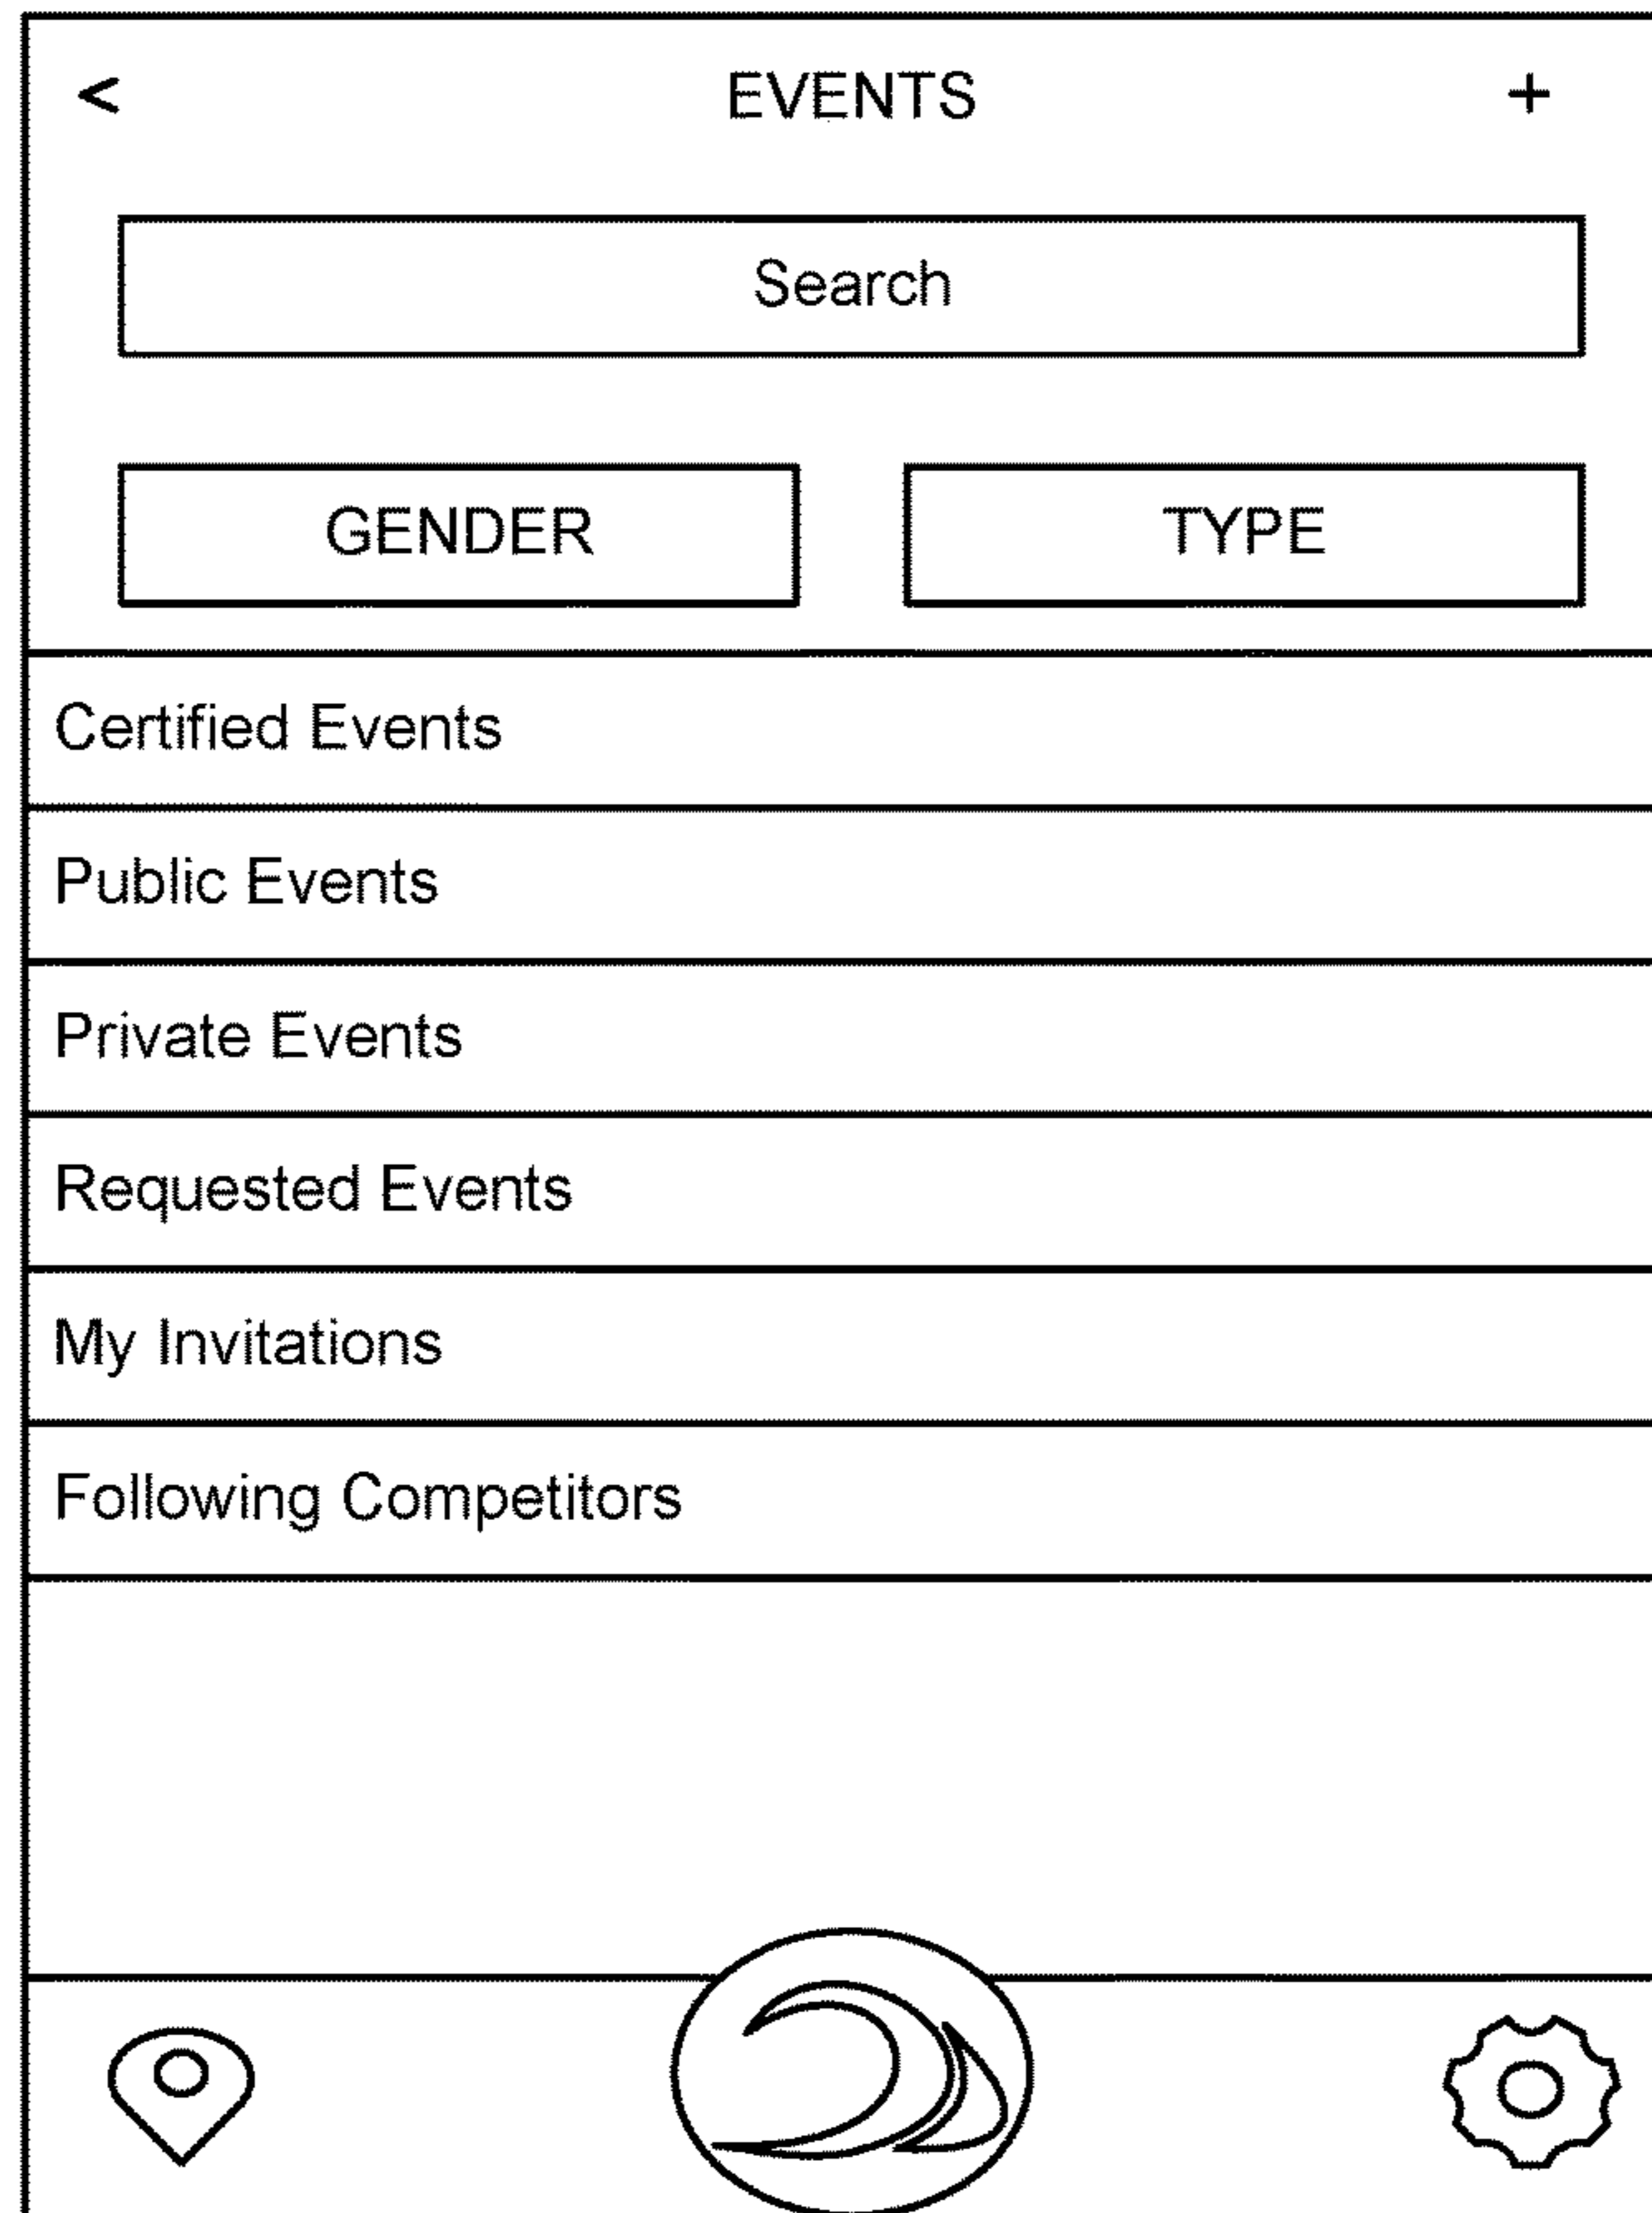 < EVENTS +
Search
GENDER TYPE
Certified Events
Public Events
Private Events
Requested Events
My Invitations
Following Competitors